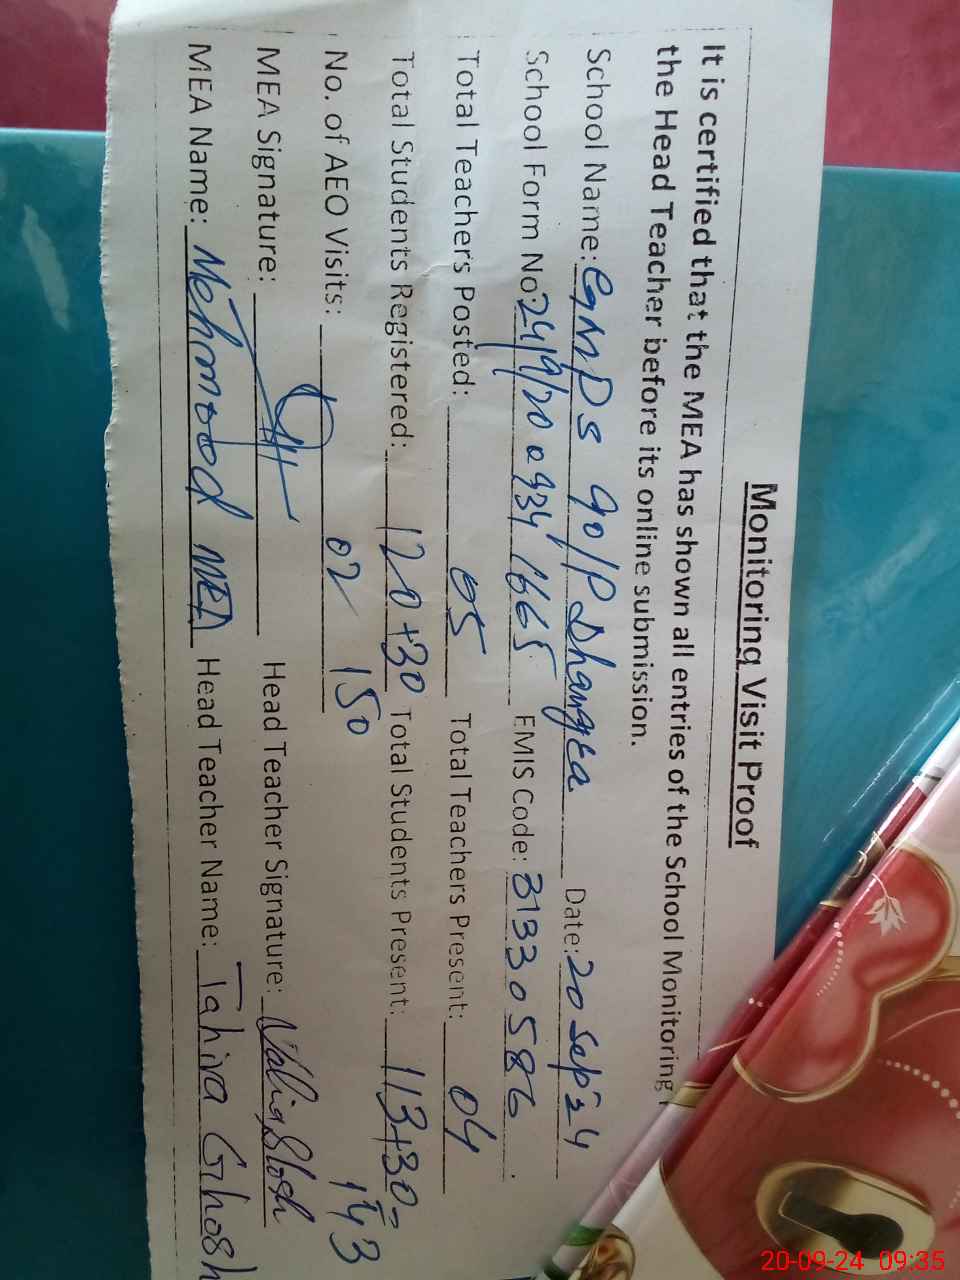 Monitoring Visit Proof
It is certified that the MEA has shown all entries of the School Monitoring
the Head Teacher before its online submission.
School Name: GMPS 90/P Dhangra Date: 20 Sep 24
School Form No: 2419/20 0934 1665 EMIS Code: 31330586
Total Teachers Posted: 05 Total Teachers Present: 04
Total Students Registered: 120+30 Total Students Present: 113+30=
No. of AEO Visits: 02 150 143
MEA Signature: Head Teacher Signature:
MEA Name: Mehmood MEA Head Teacher Name: Tahira Ghosh
20-09-24 09:35